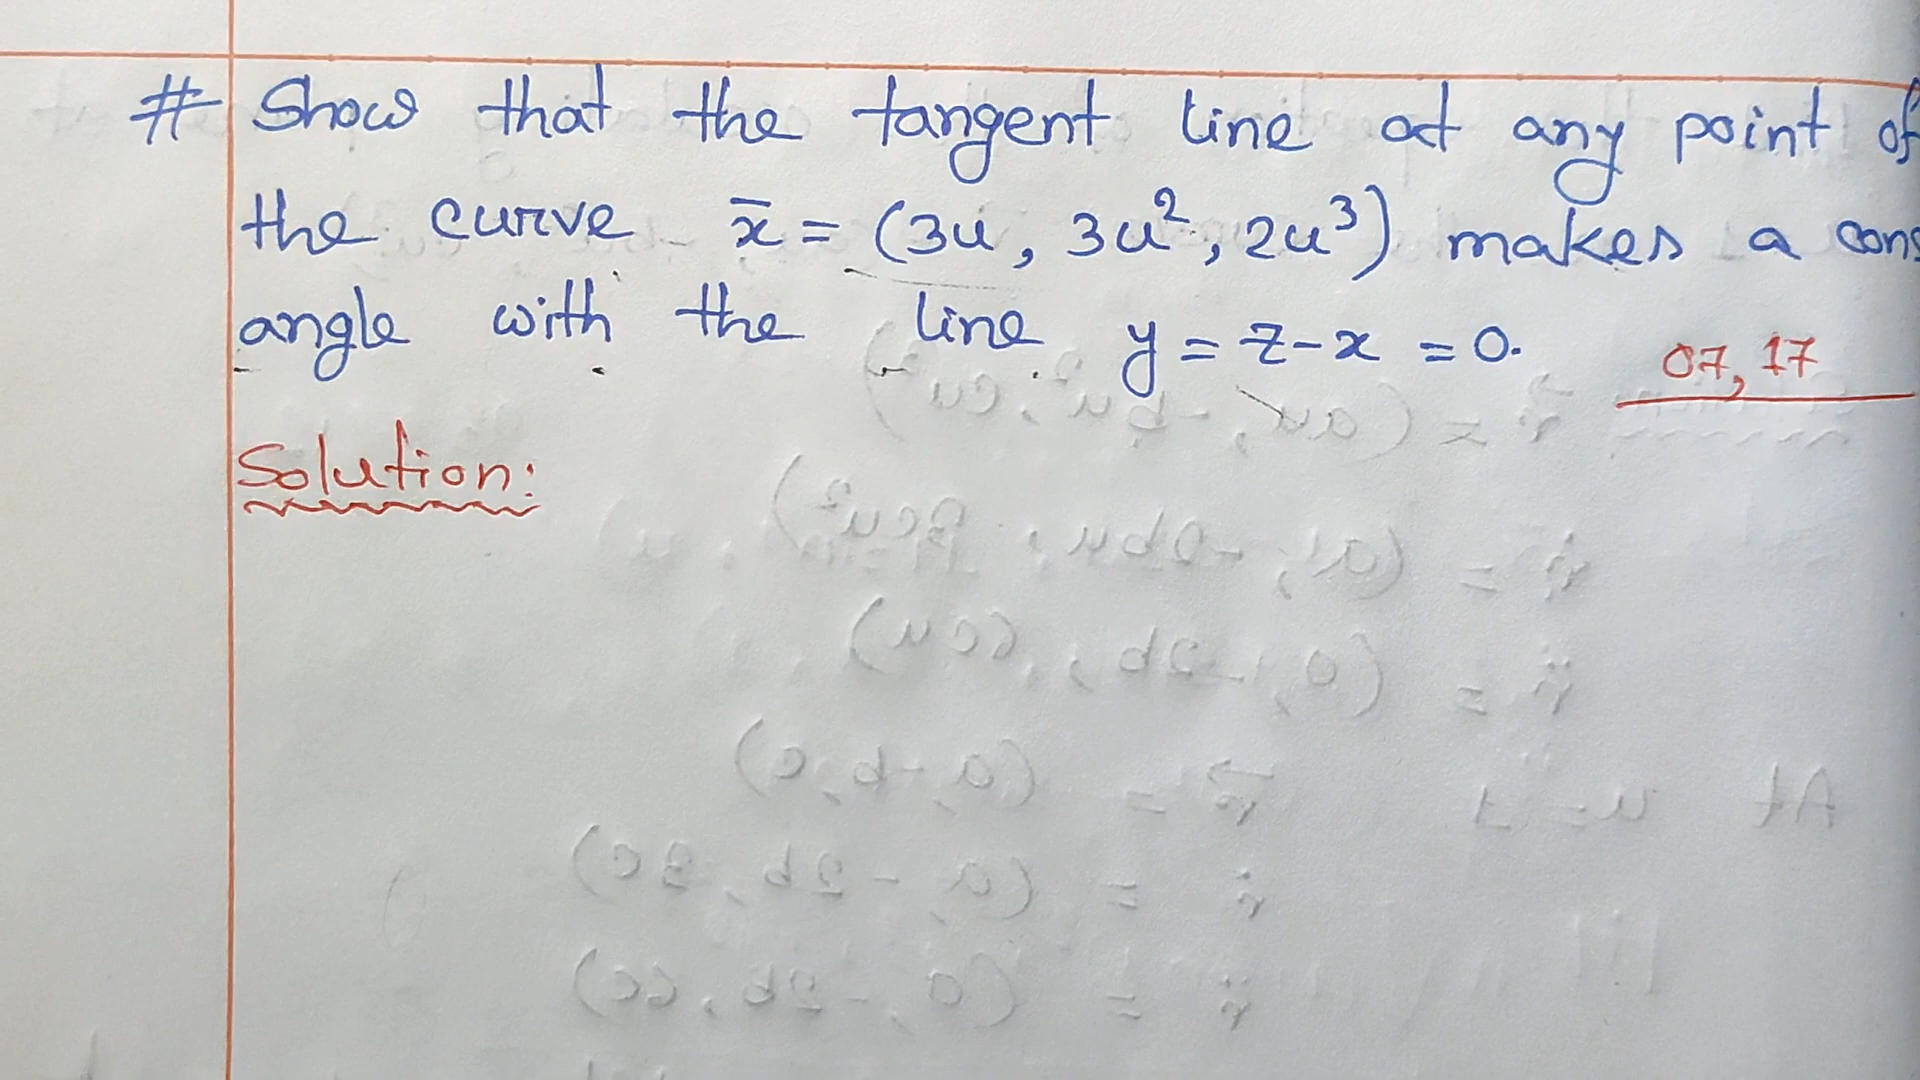 # Show that the tangent line at any point of
the curve x̄ = (3u, 3u², 2u³) makes a cons
angle with the line y = z - x = 0.
07, 17
Solution: